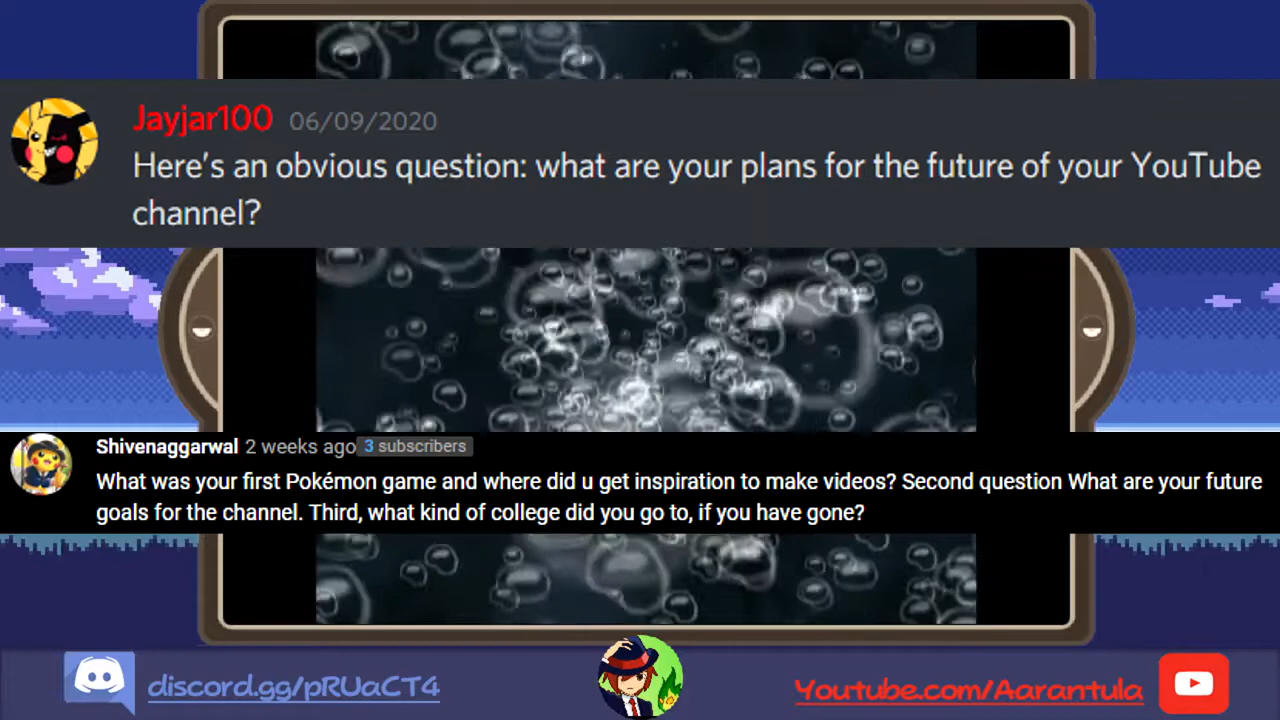 Jayjar100 06/09/2020
Here's an obvious question: what are your plans for the future of your YouTube
channel?
Shivenaggarwal 2 weeks ago 3 subscribers
What was your first Pokémon game and where did u get inspiration to make videos? Second question What are your future
goals for the channel. Third, what kind of college did you go to, if you have gone?
discord.gg/pRUaCT4
Youtube.com/Aarantula